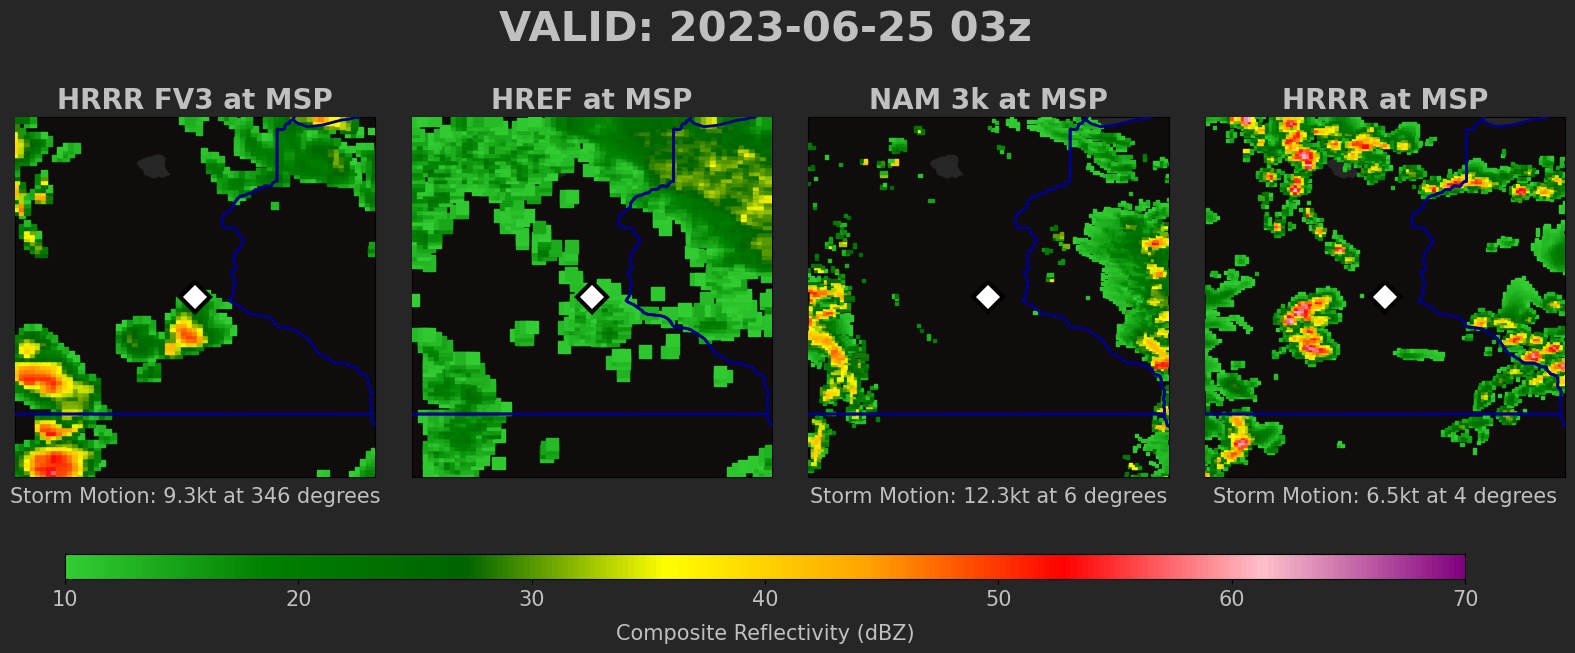 VALID: 2023-06-25 03z
HRRR FV3 at MSP
HREF at MSP
NAM 3k at MSP
HRRR at MSP
Storm Motion: 9.3kt at 346 degrees
Storm Motion: 12.3kt at 6 degrees
Storm Motion: 6.5kt at 4 degrees
10 20 30 40 50 60 70
Composite Reflectivity (dBZ)